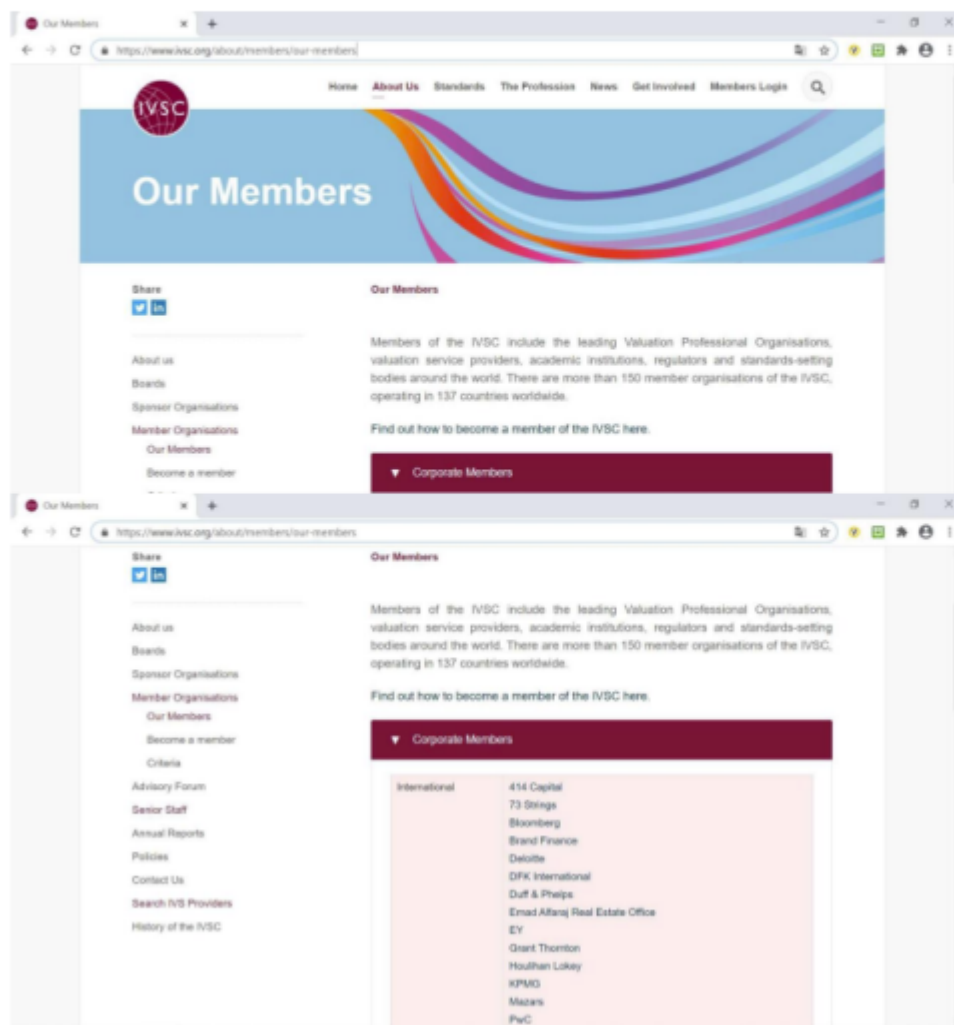 Our Members
https://www.ivsc.org/about/members/our-members
Home About Us Standards The Profession News Get Involved Members Login
IVSC
Our Members
Share
Our Members
Members of the IVSC include the leading Valuation Professional Organisations,
valuation service providers, academic institutions, regulators and standards-setting
bodies around the world. There are more than 150 member organisations of the IVSC,
operating in 137 countries worldwide.
Find out how to become a member of the IVSC here.
About us
Boards
Sponsor Organisations
Member Organisations
Our Members
Become a member
Corporate Members
Our Members
https://www.ivsc.org/about/members/our-members
Share
Our Members
Members of the IVSC include the leading Valuation Professional Organisations,
valuation service providers, academic institutions, regulators and standards-setting
bodies around the world. There are more than 150 member organisations of the IVSC,
operating in 137 countries worldwide.
Find out how to become a member of the IVSC here.
About us
Boards
Sponsor Organisations
Member Organisations
Our Members
Become a member
Criteria
Advisory Forum
Senior Staff
Annual Reports
Policies
Contact Us
Search IVS Providers
History of the IVSC
Corporate Members
International
414 Capital
73 Strings
Bloomberg
Brand Finance
Deloitte
DFK International
Duff & Phelps
Emad Alfaraj Real Estate Office
EY
Grant Thornton
Houlihan Lokey
KPMG
Mazars
PwC